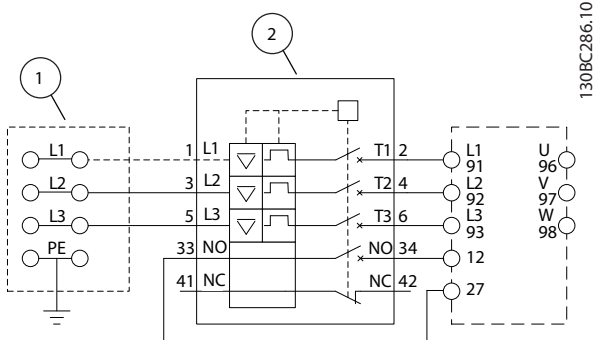 130BC286.10
2
1
L1 1 L1 T1 2 L1 91 U 96
L2 3 L2 T2 4 L2 92 V 97
L3 5 L3 T3 6 L3 93 W 98
PE 33 NO NO 34 12
41 NC NC 42 27